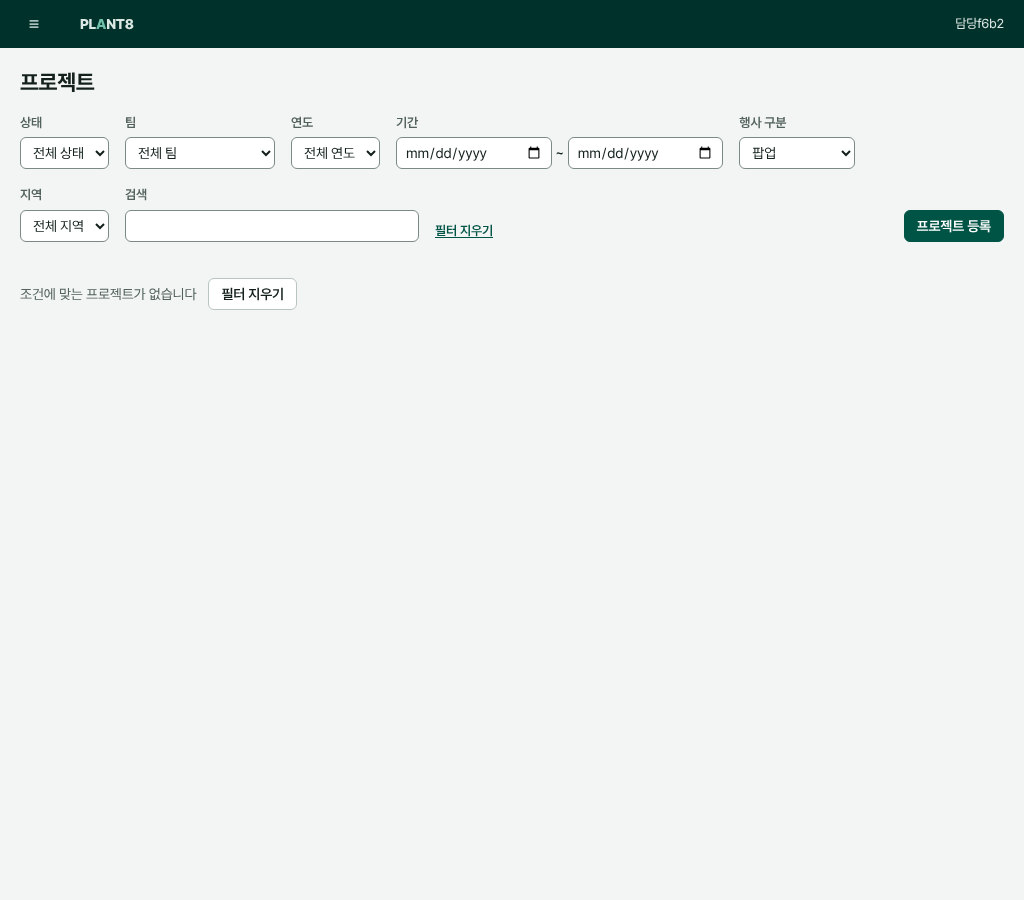 ≡ PLANT8 담당f6b2
프로젝트
상태 팀 연도 기간 행사 구분
전체 상태 전체 팀 전체 연도 mm/dd/yyyy ~ mm/dd/yyyy 팝업
지역 검색
전체 지역 필터 지우기 프로젝트 등록
조건에 맞는 프로젝트가 없습니다 필터 지우기